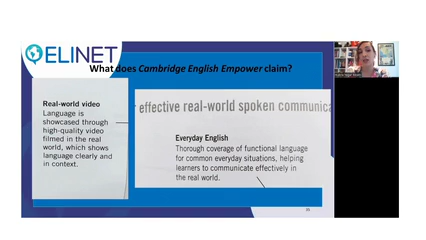 ELINET
What does Cambridge English Empower claim?
Real-world video
Language is
showcased through
high-quality video
filmed in the real
world, which shows
language clearly and
in context.
effective real-world spoken communica
Everyday English
Thorough coverage of functional language
for common everyday situations, helping
learners to communicate effectively in
the real world.